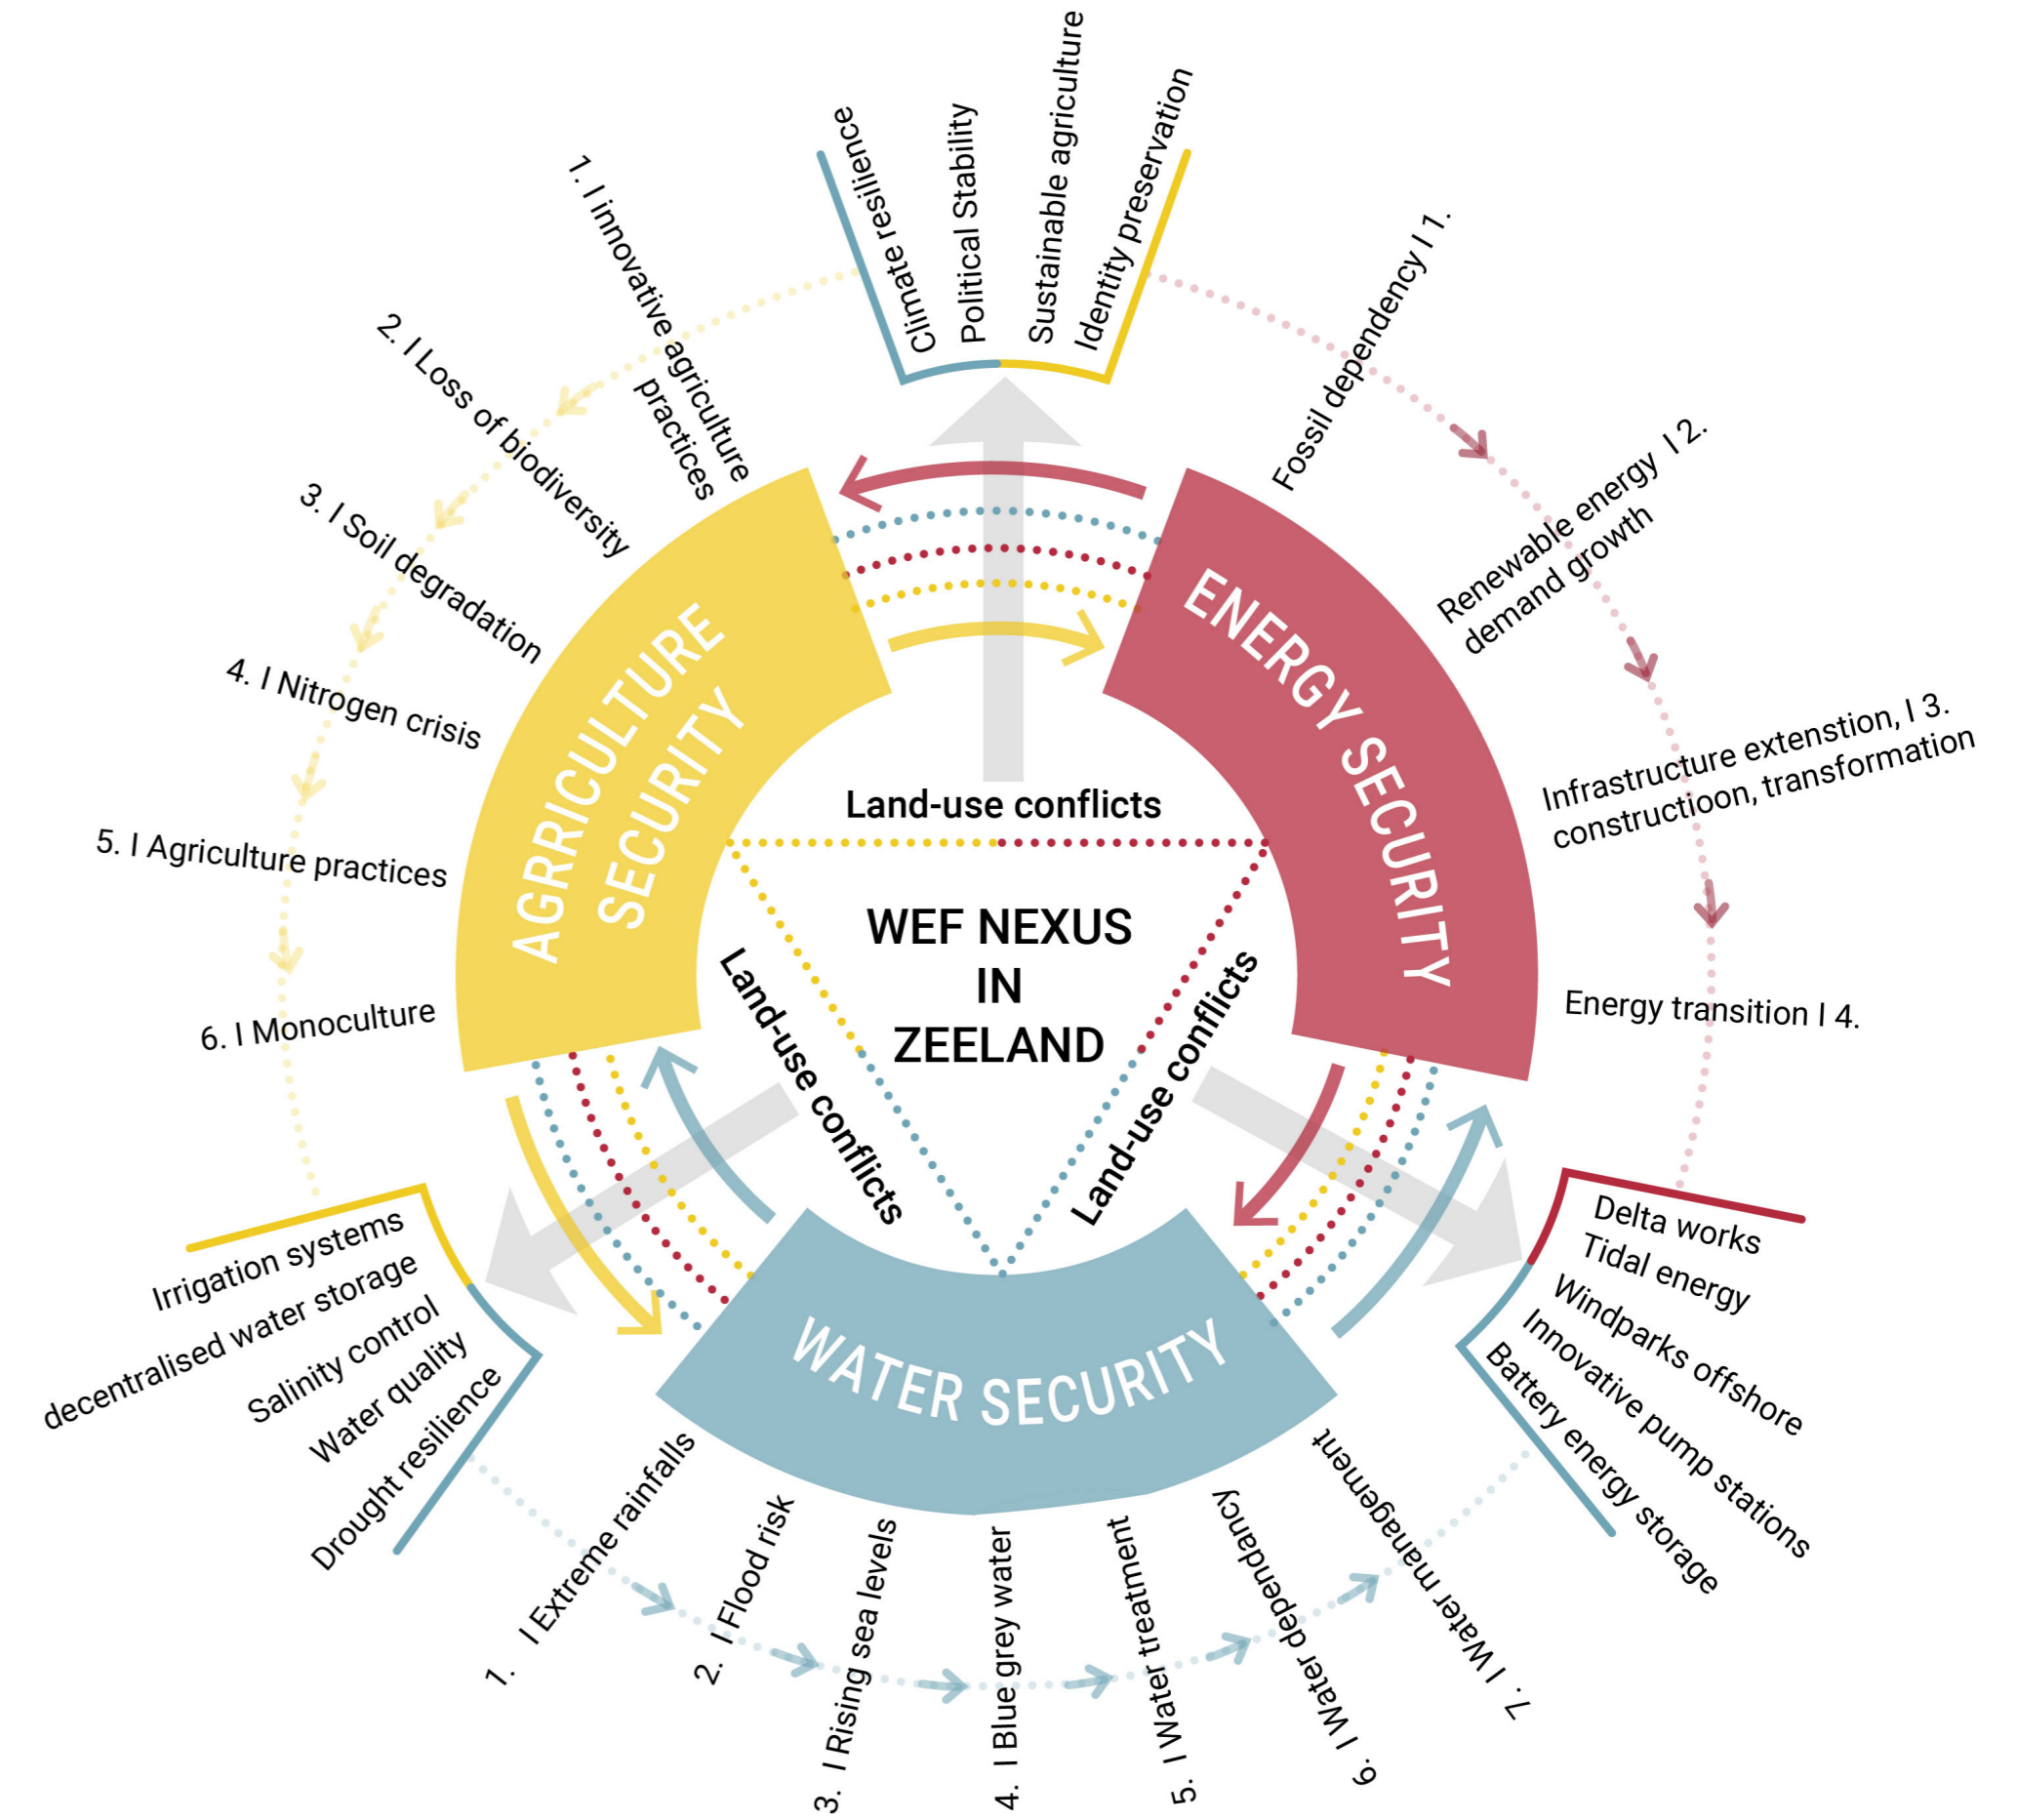 Climate resilience
Political Stability
Sustainable agriculture
Identity preservation
1. I innovative agriculture
practices
2. I Loss of biodiversity
3. I Soil degradation
4. I Nitrogen crisis
5. I Agriculture practices
6. I Monoculture
Fossil dependency I 1.
Renewable energy I 2.
demand growth
Infrastructure extenstion, I 3.
constructioon, transformation
Energy transition I 4.
AGRRICULTURE
SECURITY
ENERGY SECURITY
WATER SECURITY
Land-use conflicts
WEF NEXUS
IN
ZEELAND
Land-use conflicts
Land-use conflicts
Irrigation systems
decentralised water storage
Salinity control
Water quality
Drought resilience
Delta works
Tidal energy
Windparks offshore
Innovative pump stations
Battery energy storage
1. I Extreme rainfalls
2. I Flood risk
3. I Rising sea levels
4. I Blue grey water
5. I Water treatment
6. I Water dependancy
7. I Water management